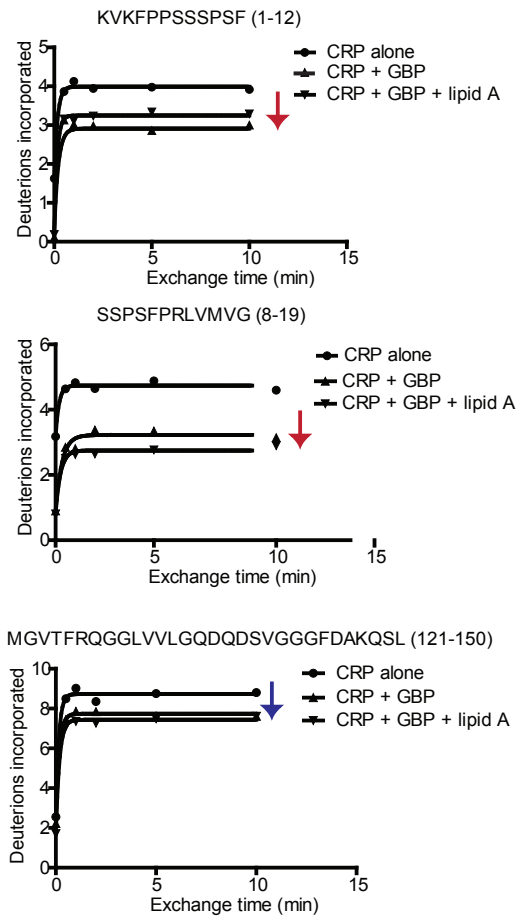 KVKFPPSSSPSF (1-12)
CRP alone
CRP + GBP
CRP + GBP + lipid A
Deuterions incorporated
5
4
3
2
1
0
0 5 10 15
Exchange time (min)
SSPSFPRLVMVG (8-19)
CRP alone
CRP + GBP
CRP + GBP + lipid A
Deuterions incorporated
6
4
2
0
0 5 10 15
Exchange time (min)
MGVTFRQGGLVVLGQDQDSVGGGFDAKQSL (121-150)
CRP alone
CRP + GBP
CRP + GBP + lipid A
Deuterions incorporated
10
8
6
4
2
0
0 5 10 15
Exchange time (min)